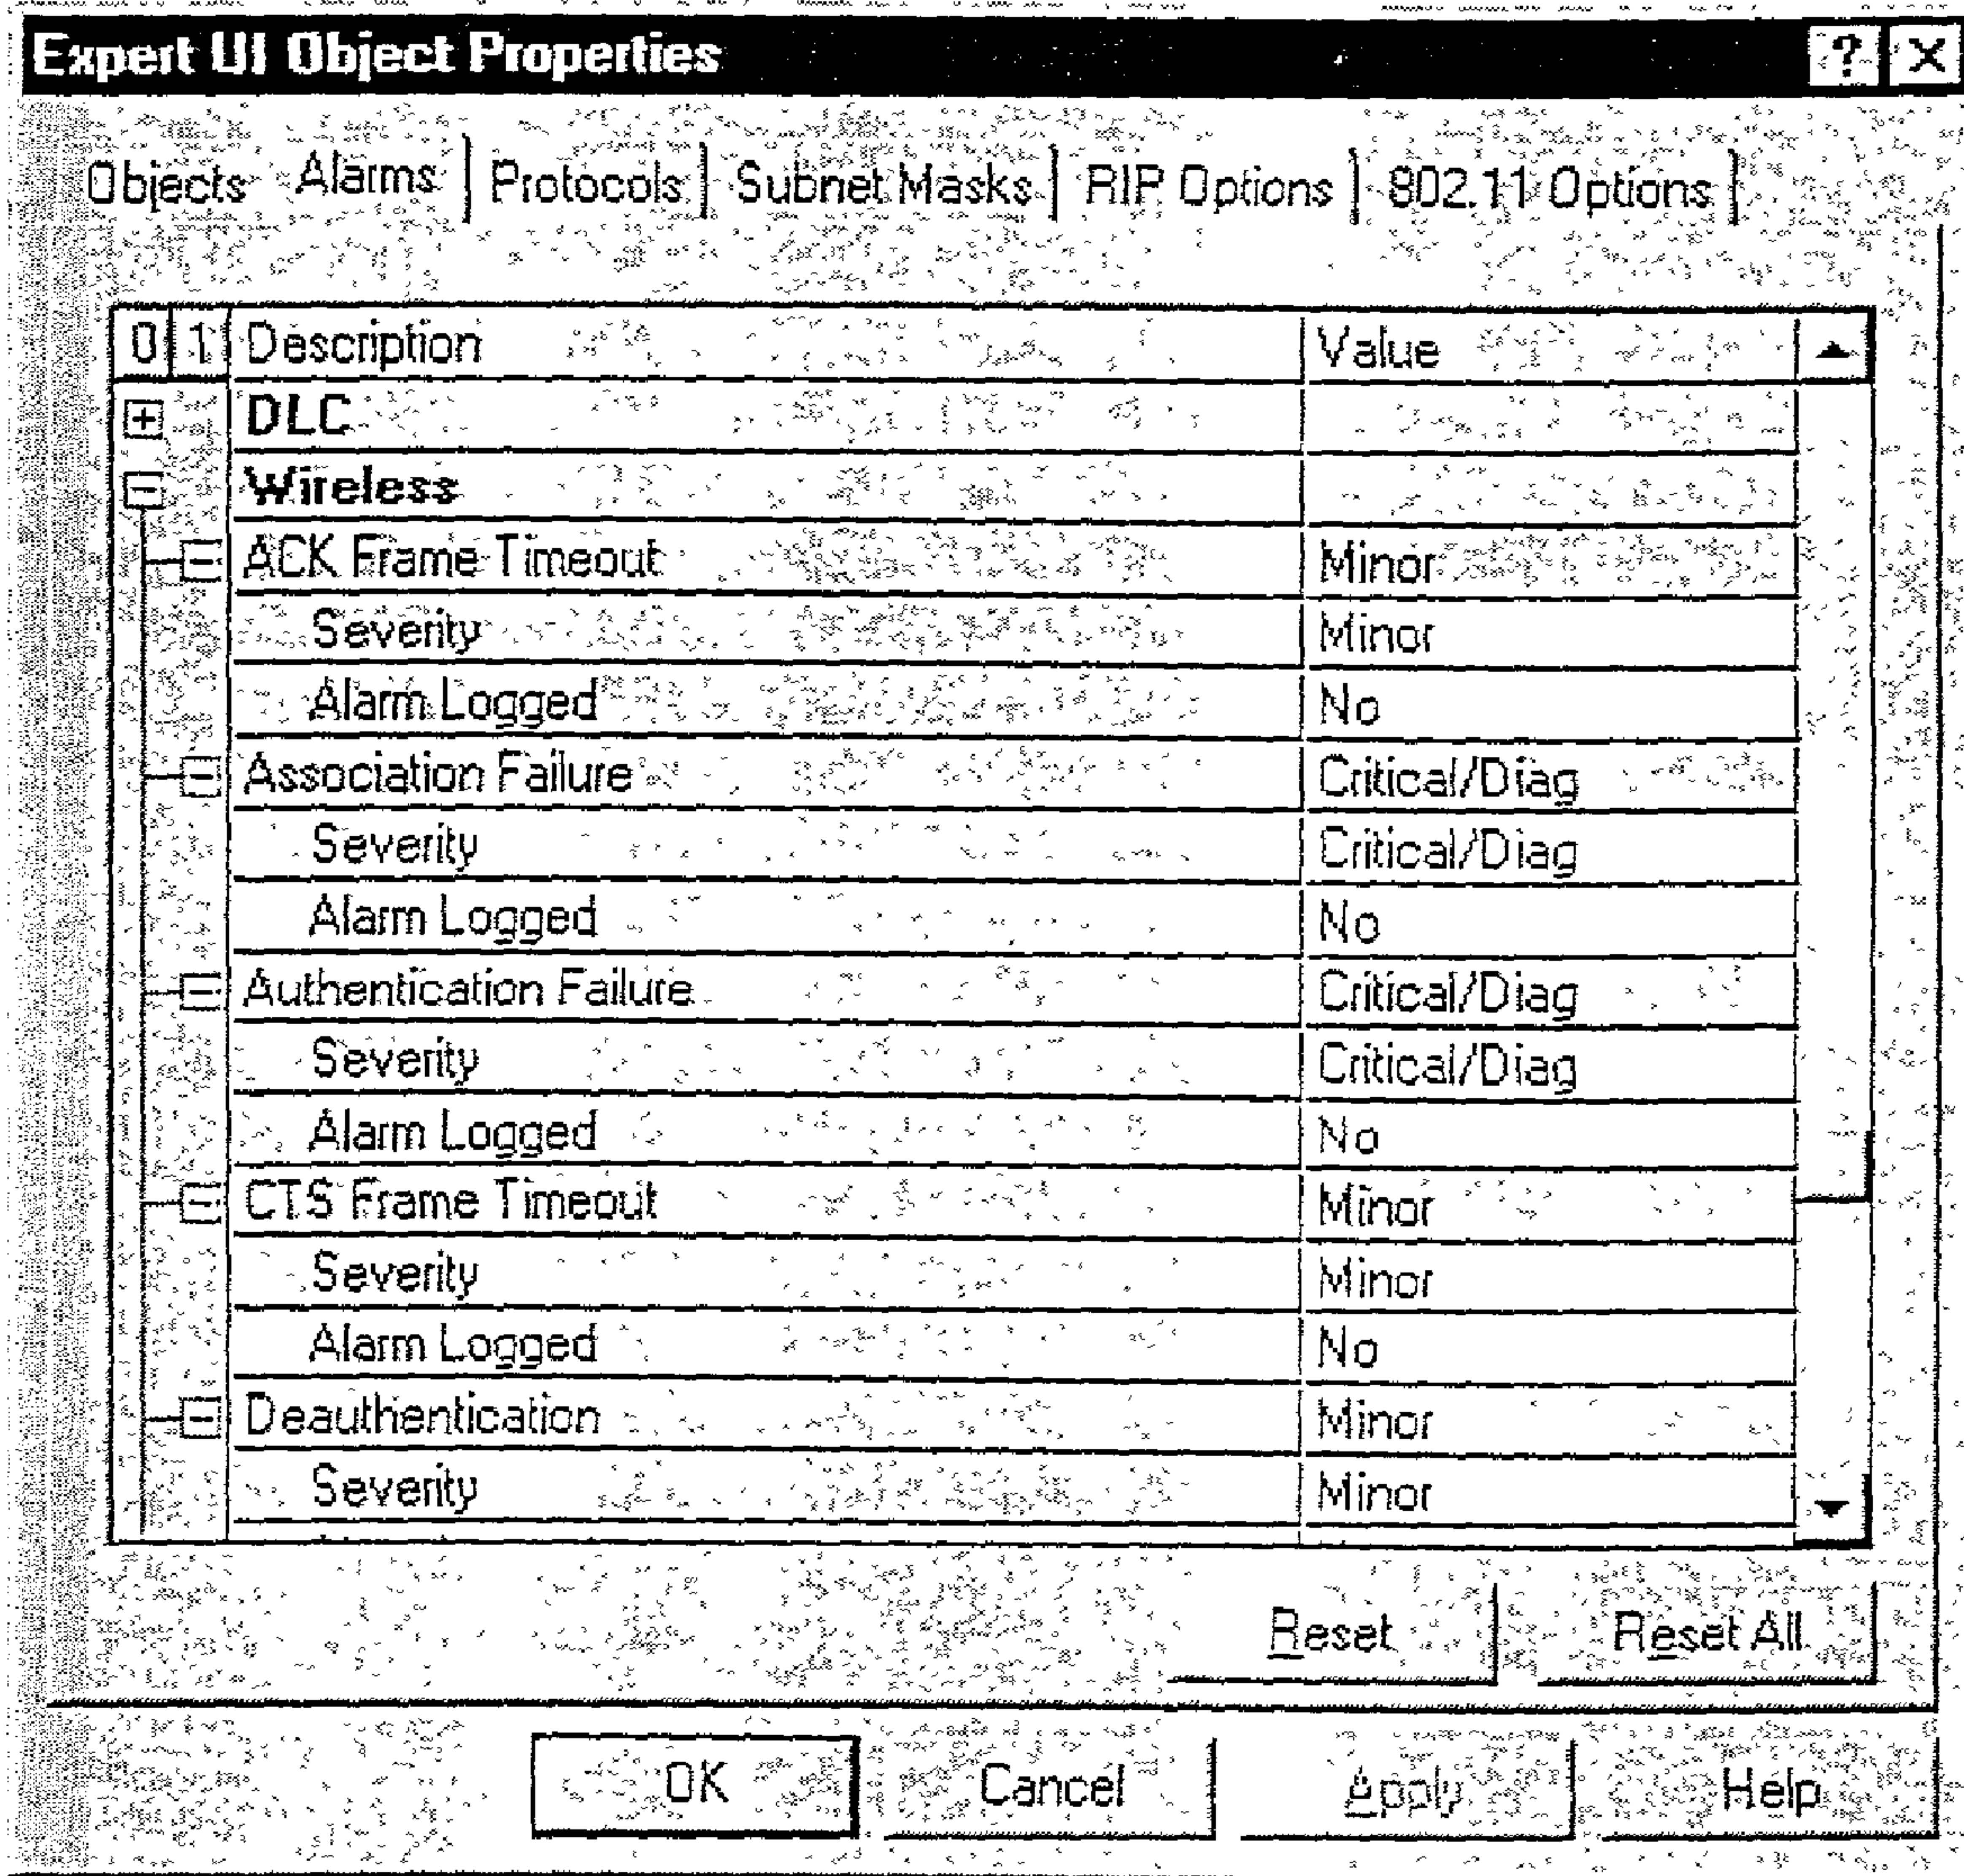 Expert UI Object Properties ? X
Objects Alarms Protocols Subnet Masks RIP Options 802.11 Options
0 1 Description Value
DLC
Wireless
ACK Frame Timeout Minor
Severity Minor
Alarm Logged No
Association Failure Critical/Diag
Severity Critical/Diag
Alarm Logged No
Authentication Failure Critical/Diag
Severity Critical/Diag
Alarm Logged No
CTS Frame Timeout Minor
Severity Minor
Alarm Logged No
Deauthentication Minor
Severity Minor
Reset Reset All
OK Cancel Apply Help